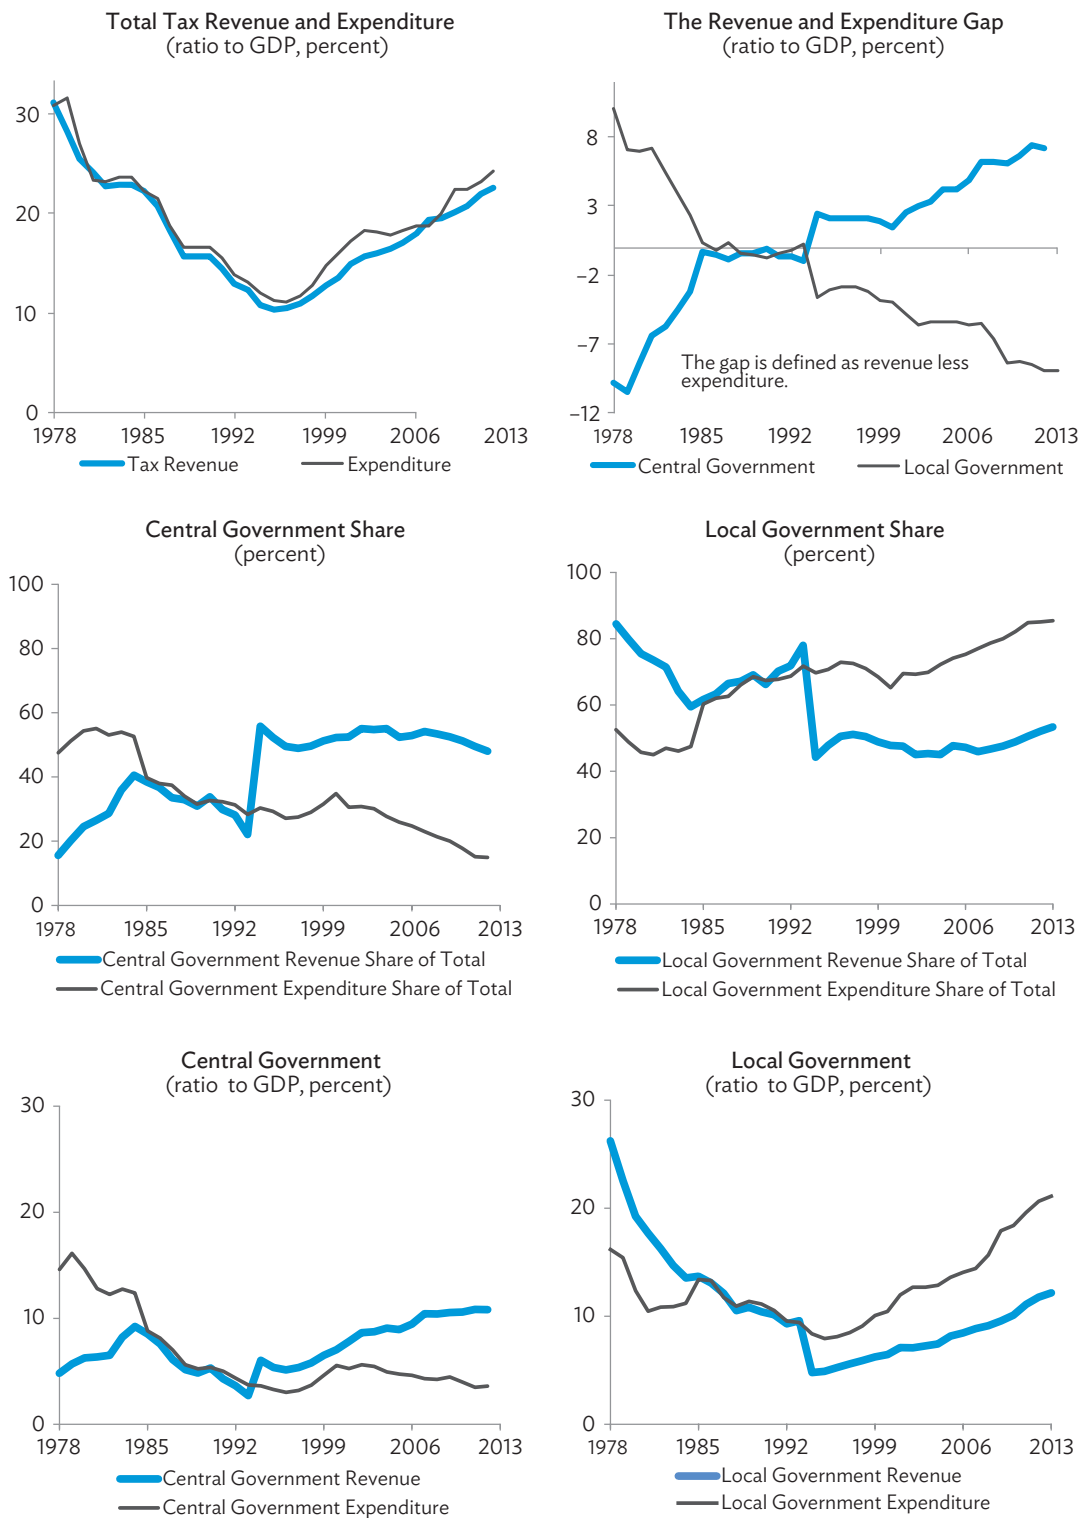 Total Tax Revenue and Expenditure
(ratio to GDP, percent)
30
20
10
0
1978 1985 1992 1999 2006 2013
Tax Revenue Expenditure
The Revenue and Expenditure Gap
(ratio to GDP, percent)
8
3
−2
−7
−12
The gap is defined as revenue less
expenditure.
1978 1985 1992 1999 2006 2013
Central Government Local Government
Central Government Share
(percent)
100
80
60
40
20
0
1978 1985 1992 1999 2006 2013
Central Government Revenue Share of Total
Central Government Expenditure Share of Total
Local Government Share
(percent)
100
80
60
40
20
0
1978 1985 1992 1999 2006 2013
Local Government Revenue Share of Total
Local Government Expenditure Share of Total
Central Government
(ratio to GDP, percent)
30
20
10
0
1978 1985 1992 1999 2006 2013
Central Government Revenue
Central Government Expenditure
Local Government
(ratio to GDP, percent)
30
20
10
0
1978 1985 1992 1999 2006 2013
Local Government Revenue
Local Government Expenditure